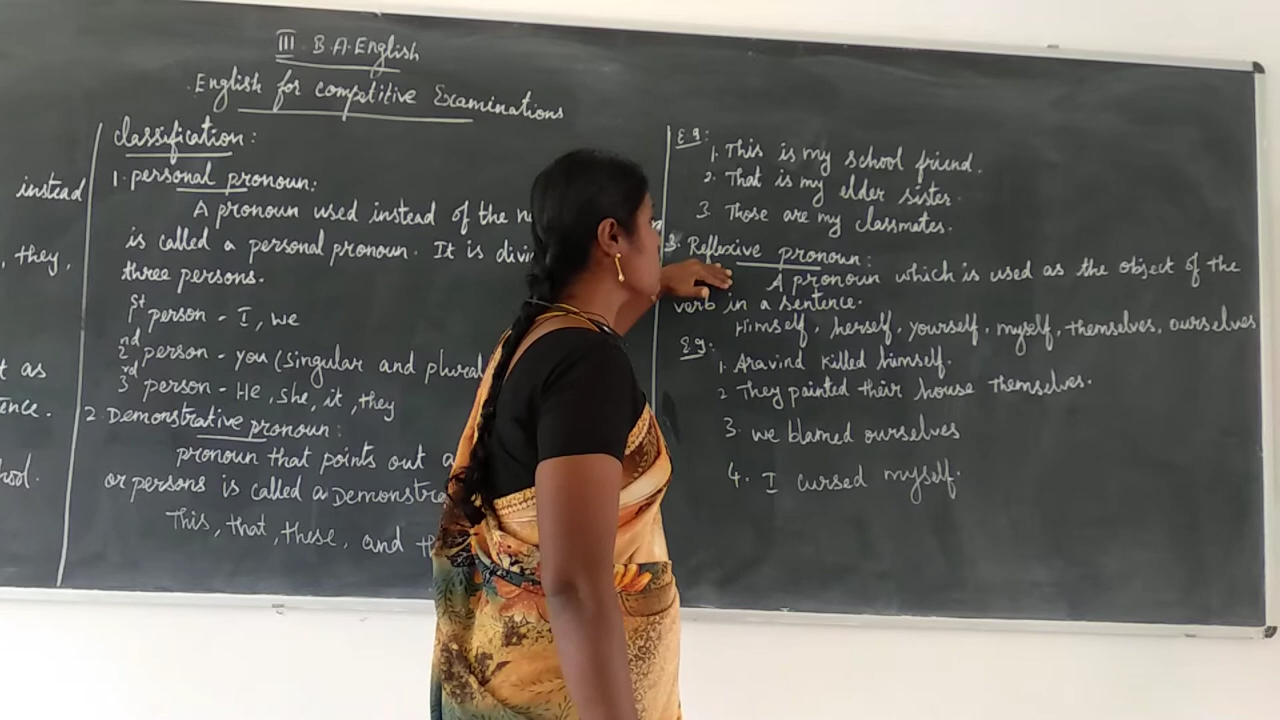 III B.A. English
English for competitive Examinations
instead
, they,
as
ence.
classification:
1. personal pronoun:
A pronoun used instead of the
is called a personal pronoun. It is
three persons.
1st person - I, we
2nd person - you (singular and plural
3rd person - He, she, it, they
2. Demonstrative pronoun:
pronoun that points out
or persons is called a Demonstra
This, that, these, and
E.g:
1. This is my school friend.
2. That is my elder sister.
3. Those are my classmates.
3. Reflexive pronoun:
A pronoun which is used as the object of the
verb in a sentence.
Himself, herself, yourself, myself, themselves, ourselves
E.g:
1. Aravind killed himself.
2 They painted their house themselves.
3. we blamed ourselves
4. I cursed myself.